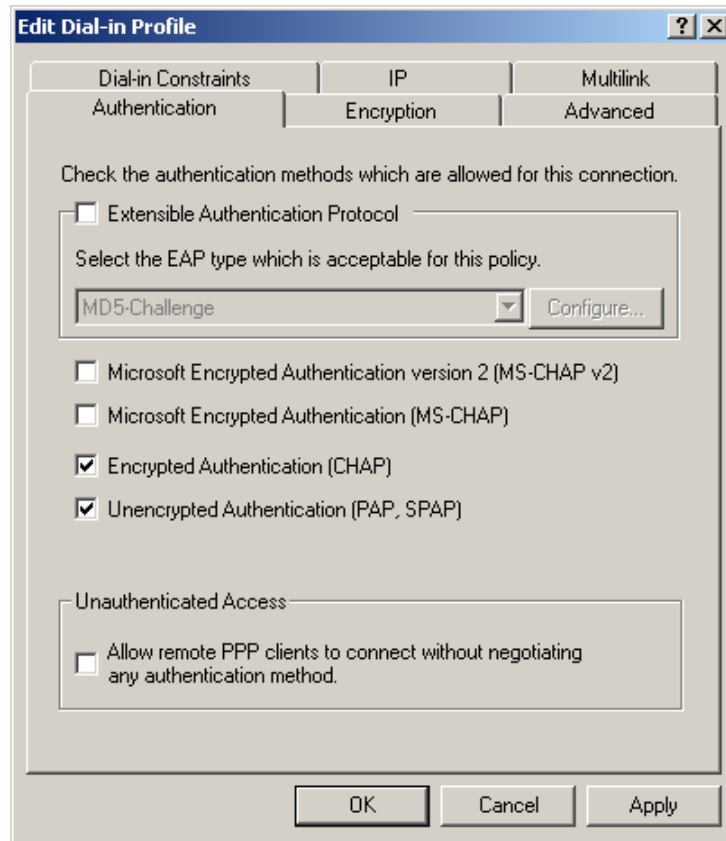 Edit Dial-in Profile
Dial-in Constraints IP Multilink
Authentication Encryption Advanced
Check the authentication methods which are allowed for this connection.
Extensible Authentication Protocol
Select the EAP type which is acceptable for this policy.
MD5-Challenge Configure...
Microsoft Encrypted Authentication version 2 (MS-CHAP v2)
Microsoft Encrypted Authentication (MS-CHAP)
Encrypted Authentication (CHAP)
Unencrypted Authentication (PAP, SPAP)
Unauthenticated Access
Allow remote PPP clients to connect without negotiating
any authentication method.
OK Cancel Apply